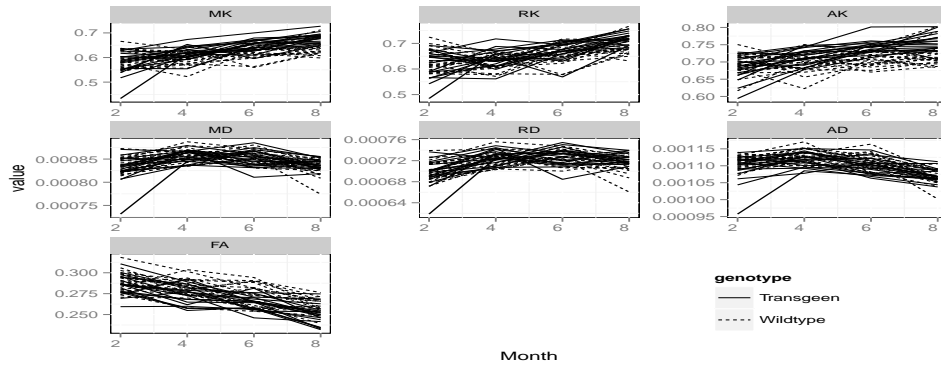 MK RK AK
0.7
0.6
0.5
2 4 6 8
0.7
0.6
0.5
2 4 6 8
0.80
0.75
0.70
0.65
0.60
2 4 6 8
MD RD AD
0.00085
0.00080
0.00075
2 4 6 8
0.00076
0.00072
0.00068
0.00064
2 4 6 8
0.00115
0.00110
0.00105
0.00100
0.00095
2 4 6 8
FA
0.300
0.275
0.250
2 4 6 8
value
Month
genotype
Transgeen
Wildtype